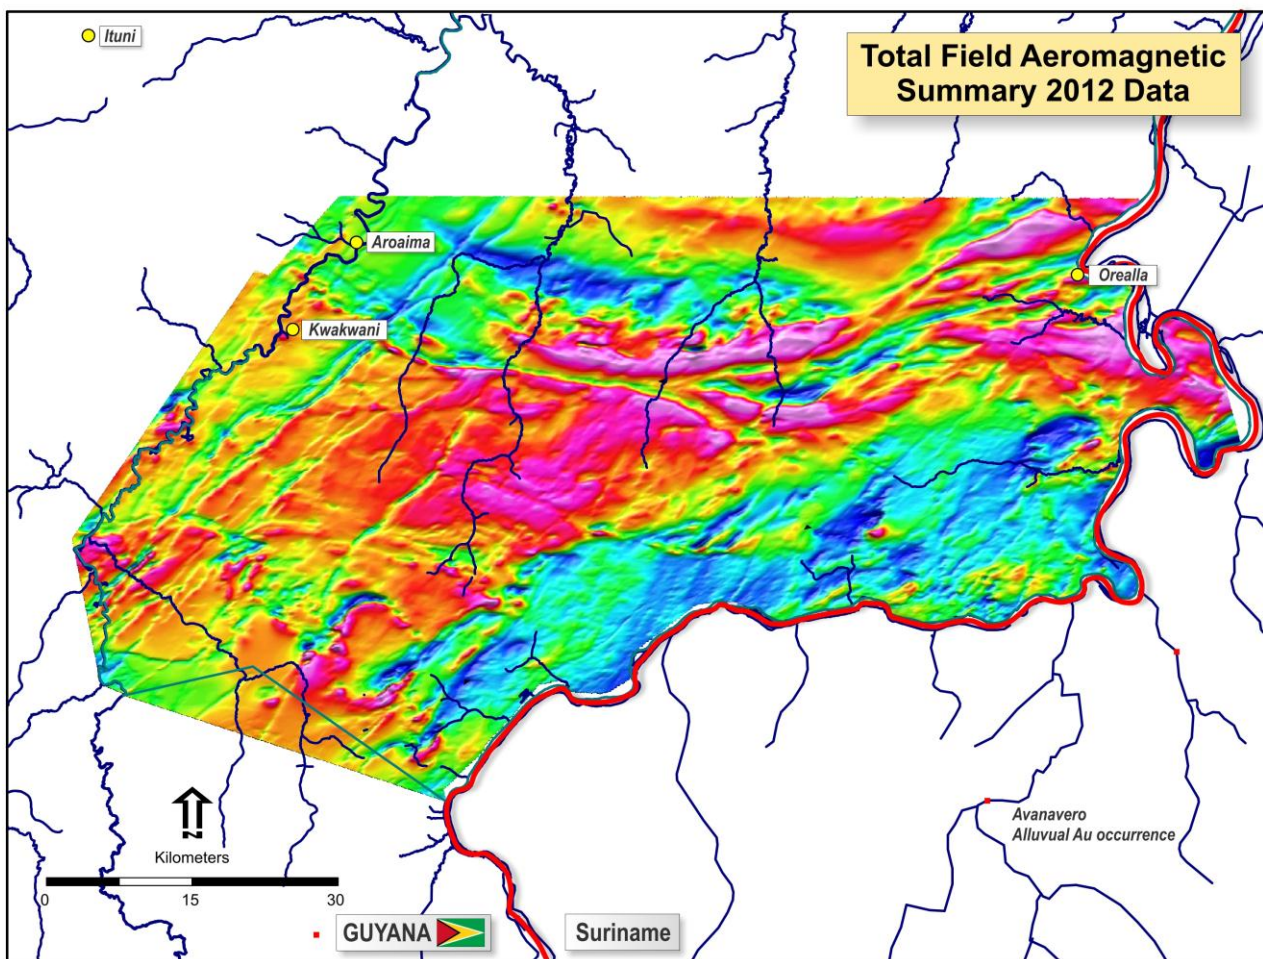 Ituni
Total Field Aeromagnetic
Summary 2012 Data
Aroaima
Orealla
Kwakwani
Avanavero
Alluvual Au occurrence
N
Kilometers
0
15
30
GUYANA
Suriname